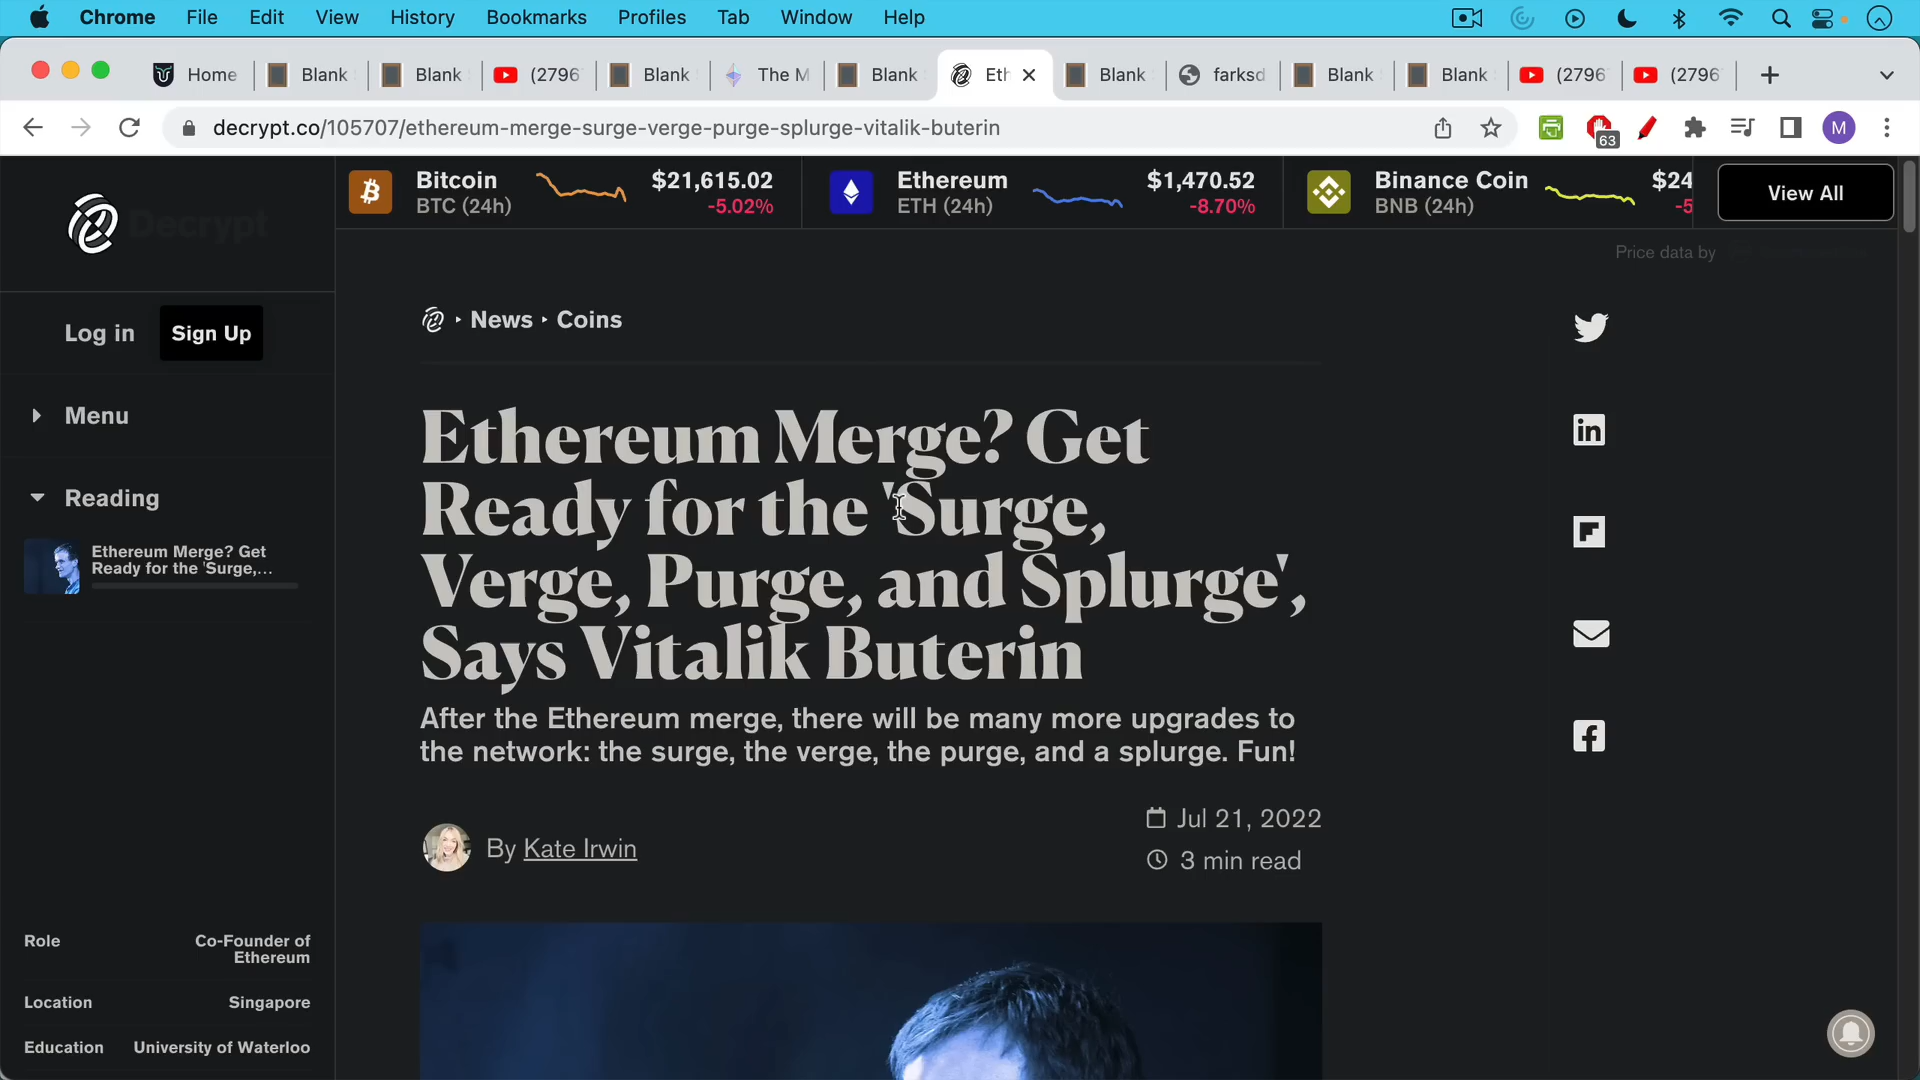 Chrome File Edit View History Bookmarks Profiles Tab Window Help
Home Blank Blank (2796 Blank The M Blank Eth Blank farksd Blank Blank (2796 (2796
decrypt.co/105707/ethereum-merge-surge-verge-purge-splurge-vitalik-buterin
63
M
Decrypt
Bitcoin $21,615.02 Ethereum $1,470.52 Binance Coin $24 View All
BTC (24h) -5.02% ETH (24h) -8.70% BNB (24h) -5
Price data by
Log in Sign Up
Menu
Reading
Ethereum Merge? Get
Ready for the 'Surge,...
News Coins
Ethereum Merge? Get
Ready for the 'Surge,
Verge, Purge, and Splurge',
Says Vitalik Buterin
After the Ethereum merge, there will be many more upgrades to
the network: the surge, the verge, the purge, and a splurge. Fun!
By Kate Irwin
Jul 21, 2022
3 min read
Role Co-Founder of
Ethereum
Location Singapore
Education University of Waterloo